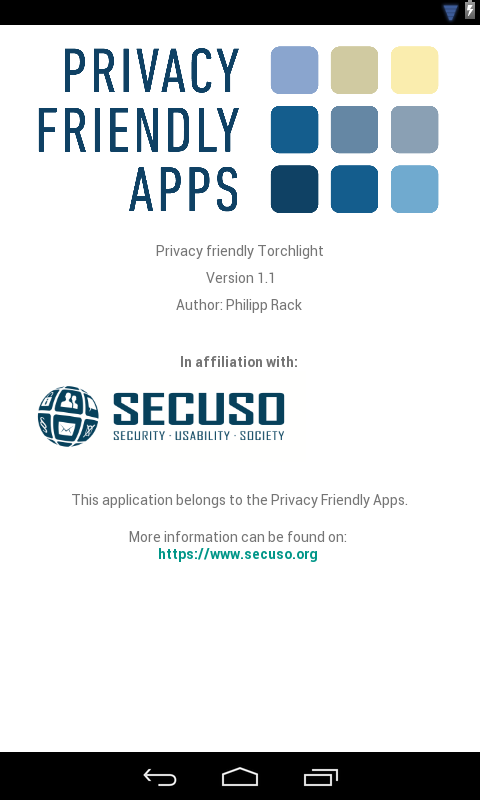 PRIVACY
FRIENDLY
APPS
Privacy friendly Torchlight
Version 1.1
Author: Philipp Rack
In affiliation with:
SECUSO
SECURITY · USABILITY · SOCIETY
This application belongs to the Privacy Friendly Apps.
More information can be found on:
https://www.secuso.org